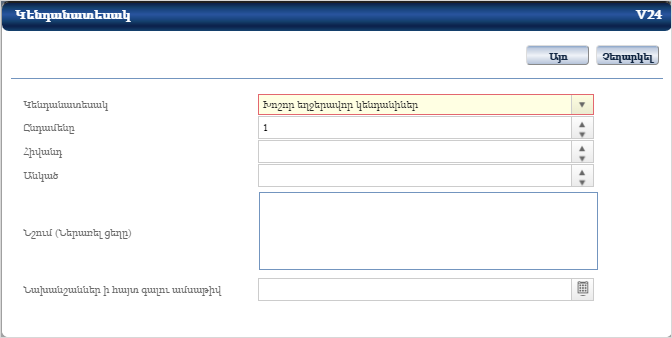 Կենդանատեսակ V24
Այո Չեղարկել
Կենդանատեսակ Խոշոր եղջերավոր կենդանիներ
Ընդամենը 1
Հիվանդ
Անկած
Նշում (Ներառել ցեղը)
Նախանշաններ ի հայտ գալու ամսաթիվ